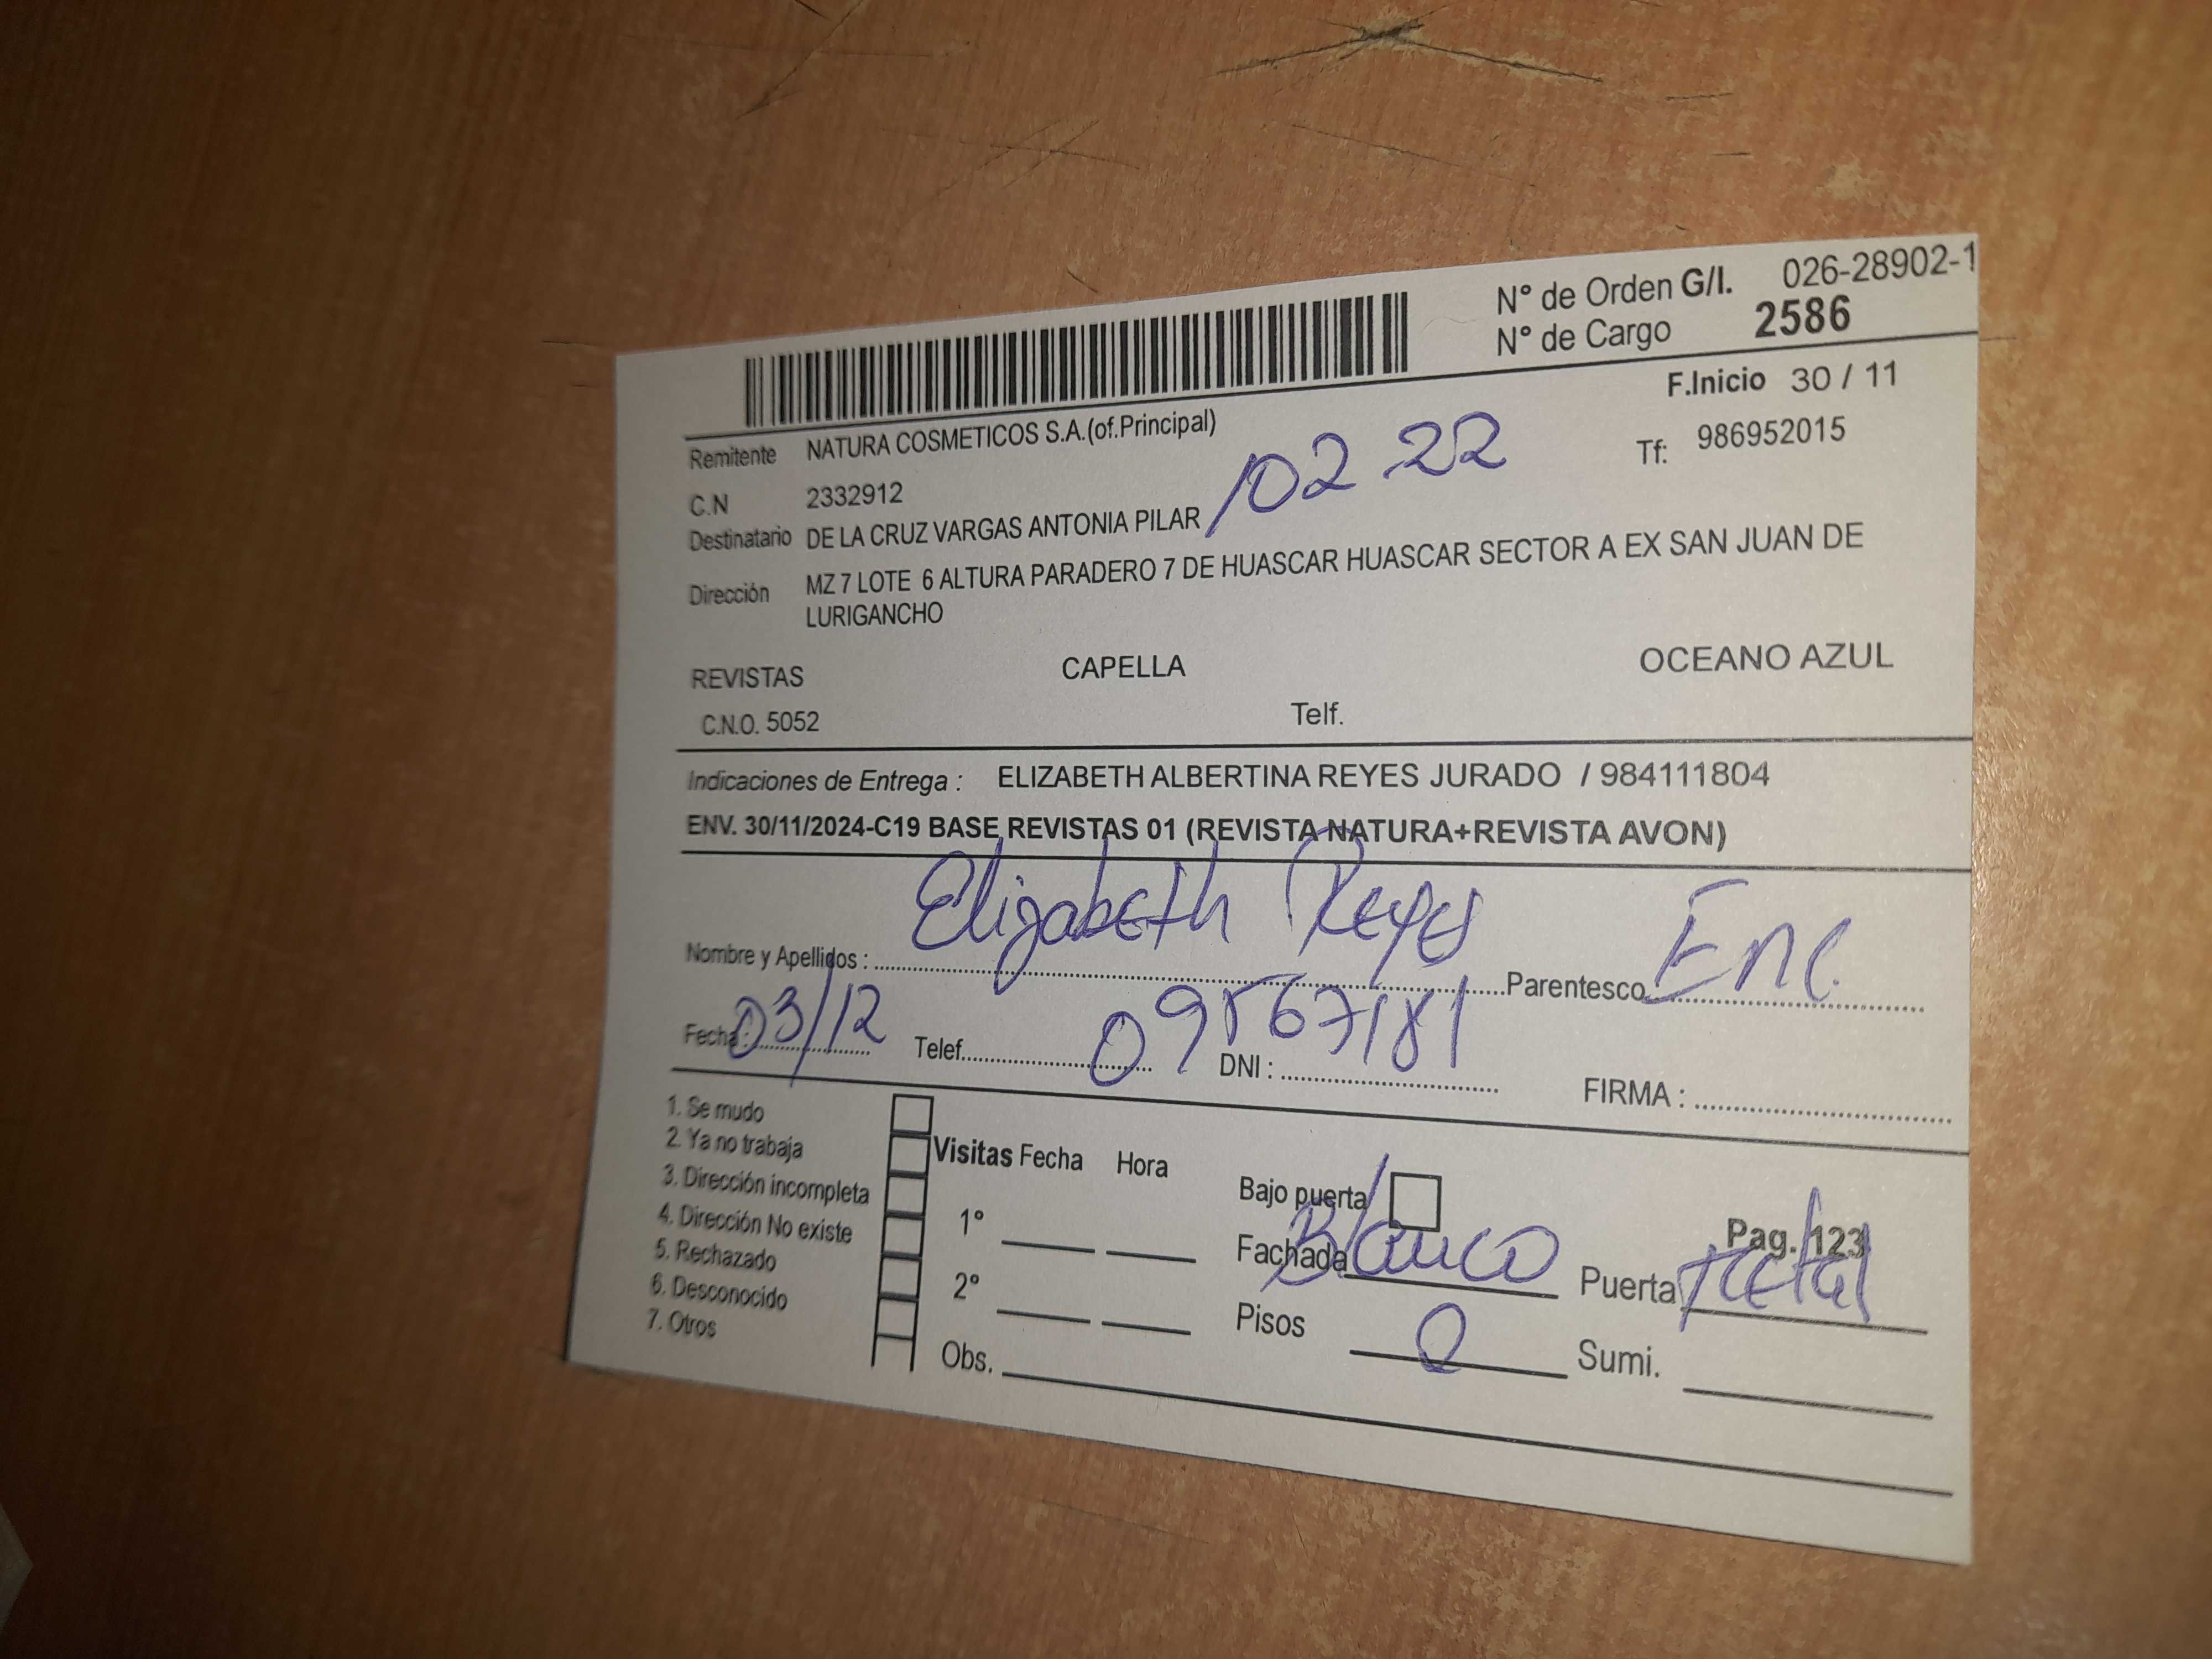 N° de Orden G/I. 026-28902-1
N° de Cargo 2586
F.Inicio 30 / 11
Remitente NATURA COSMETICOS S.A.(of.Principal)
Tf: 986952015
10222
C.N 2332912
Destinatario DE LA CRUZ VARGAS ANTONIA PILAR
Dirección MZ 7 LOTE 6 ALTURA PARADERO 7 DE HUASCAR HUASCAR SECTOR A EX SAN JUAN DE
LURIGANCHO
REVISTAS CAPELLA OCEANO AZUL
C.N.O. 5052 Telf.
Indicaciones de Entrega : ELIZABETH ALBERTINA REYES JURADO / 984111804
ENV. 30/11/2024-C19 BASE REVISTAS 01 (REVISTA NATURA+REVISTA AVON)
Nombre y Apellidos : Elizabeth Reyes Parentesco Enc.
Fecha : 03/12 Telef. DNI : 09567181 FIRMA :
1. Se mudo
2. Ya no trabaja
3. Dirección incompleta
4. Dirección No existe
5. Rechazado
6. Desconocido
7. Otros
Visitas Fecha Hora
1°
2°
Obs.
Bajo puerta
Pag. 123
Fachada Blanco Puerta
Pisos Sumi.